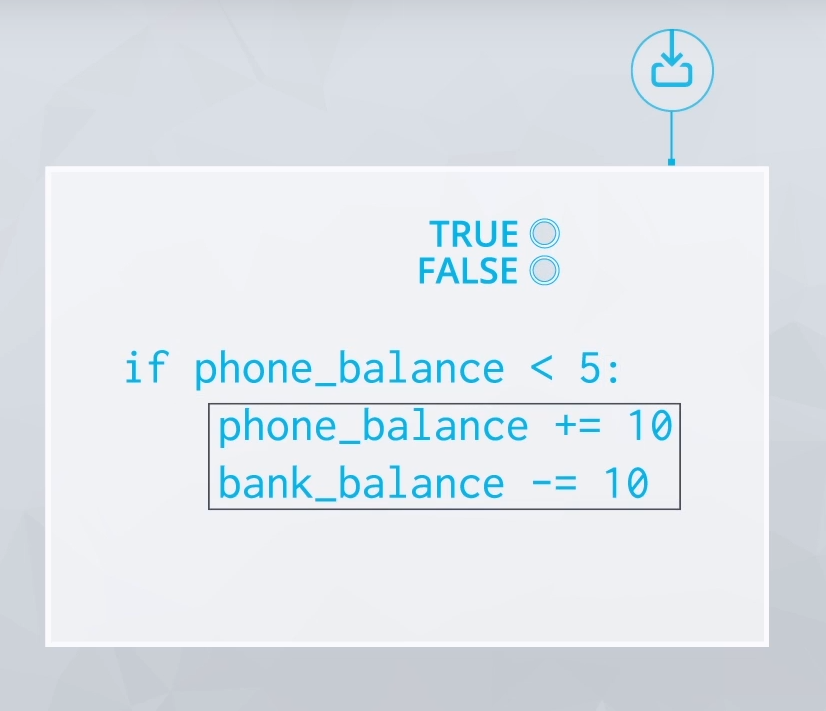 TRUE
FALSE
if phone_balance < 5:
phone_balance += 10
bank_balance -= 10